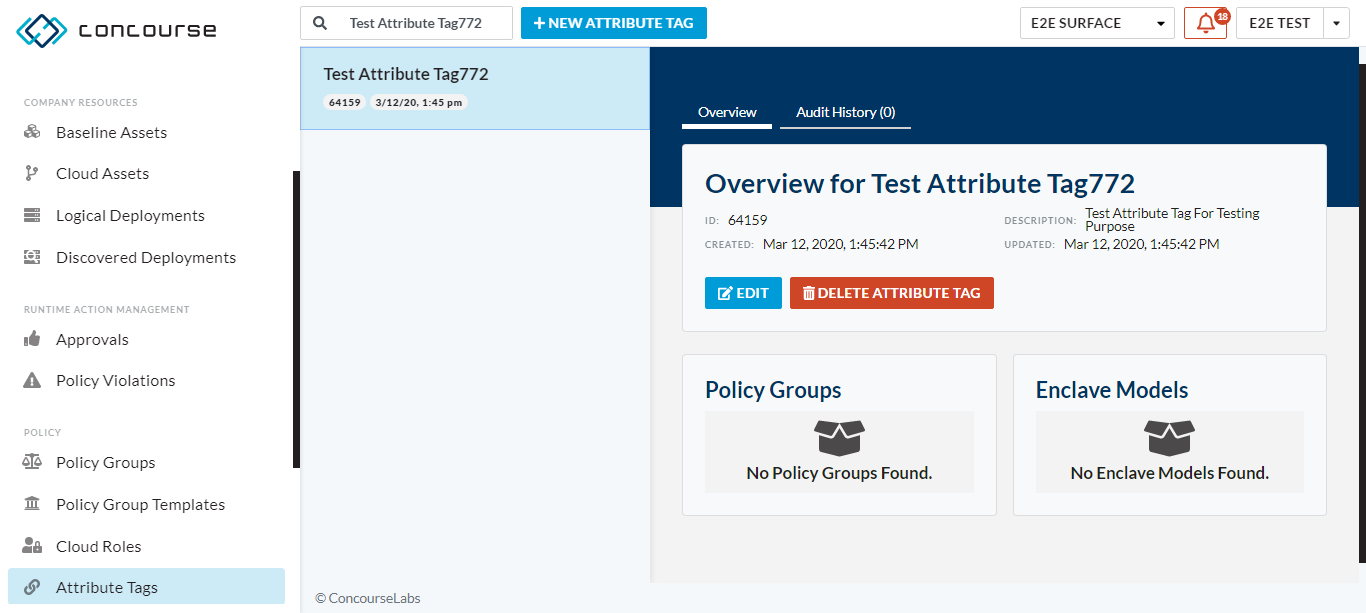 concourse
Test Attribute Tag772
NEW ATTRIBUTE TAG
E2E SURFACE
18
E2E TEST
COMPANY RESOURCES
Baseline Assets
Cloud Assets
Logical Deployments
Discovered Deployments
RUNTIME ACTION MANAGEMENT
Approvals
Policy Violations
POLICY
Policy Groups
Policy Group Templates
Cloud Roles
Attribute Tags
Test Attribute Tag772
64159 3/12/20, 1:45 pm
Overview Audit History (0)
Overview for Test Attribute Tag772
ID: 64159
DESCRIPTION: Test Attribute Tag For Testing
Purpose
CREATED: Mar 12, 2020, 1:45:42 PM
UPDATED: Mar 12, 2020, 1:45:42 PM
EDIT
DELETE ATTRIBUTE TAG
Policy Groups
No Policy Groups Found.
Enclave Models
No Enclave Models Found.
© ConcourseLabs